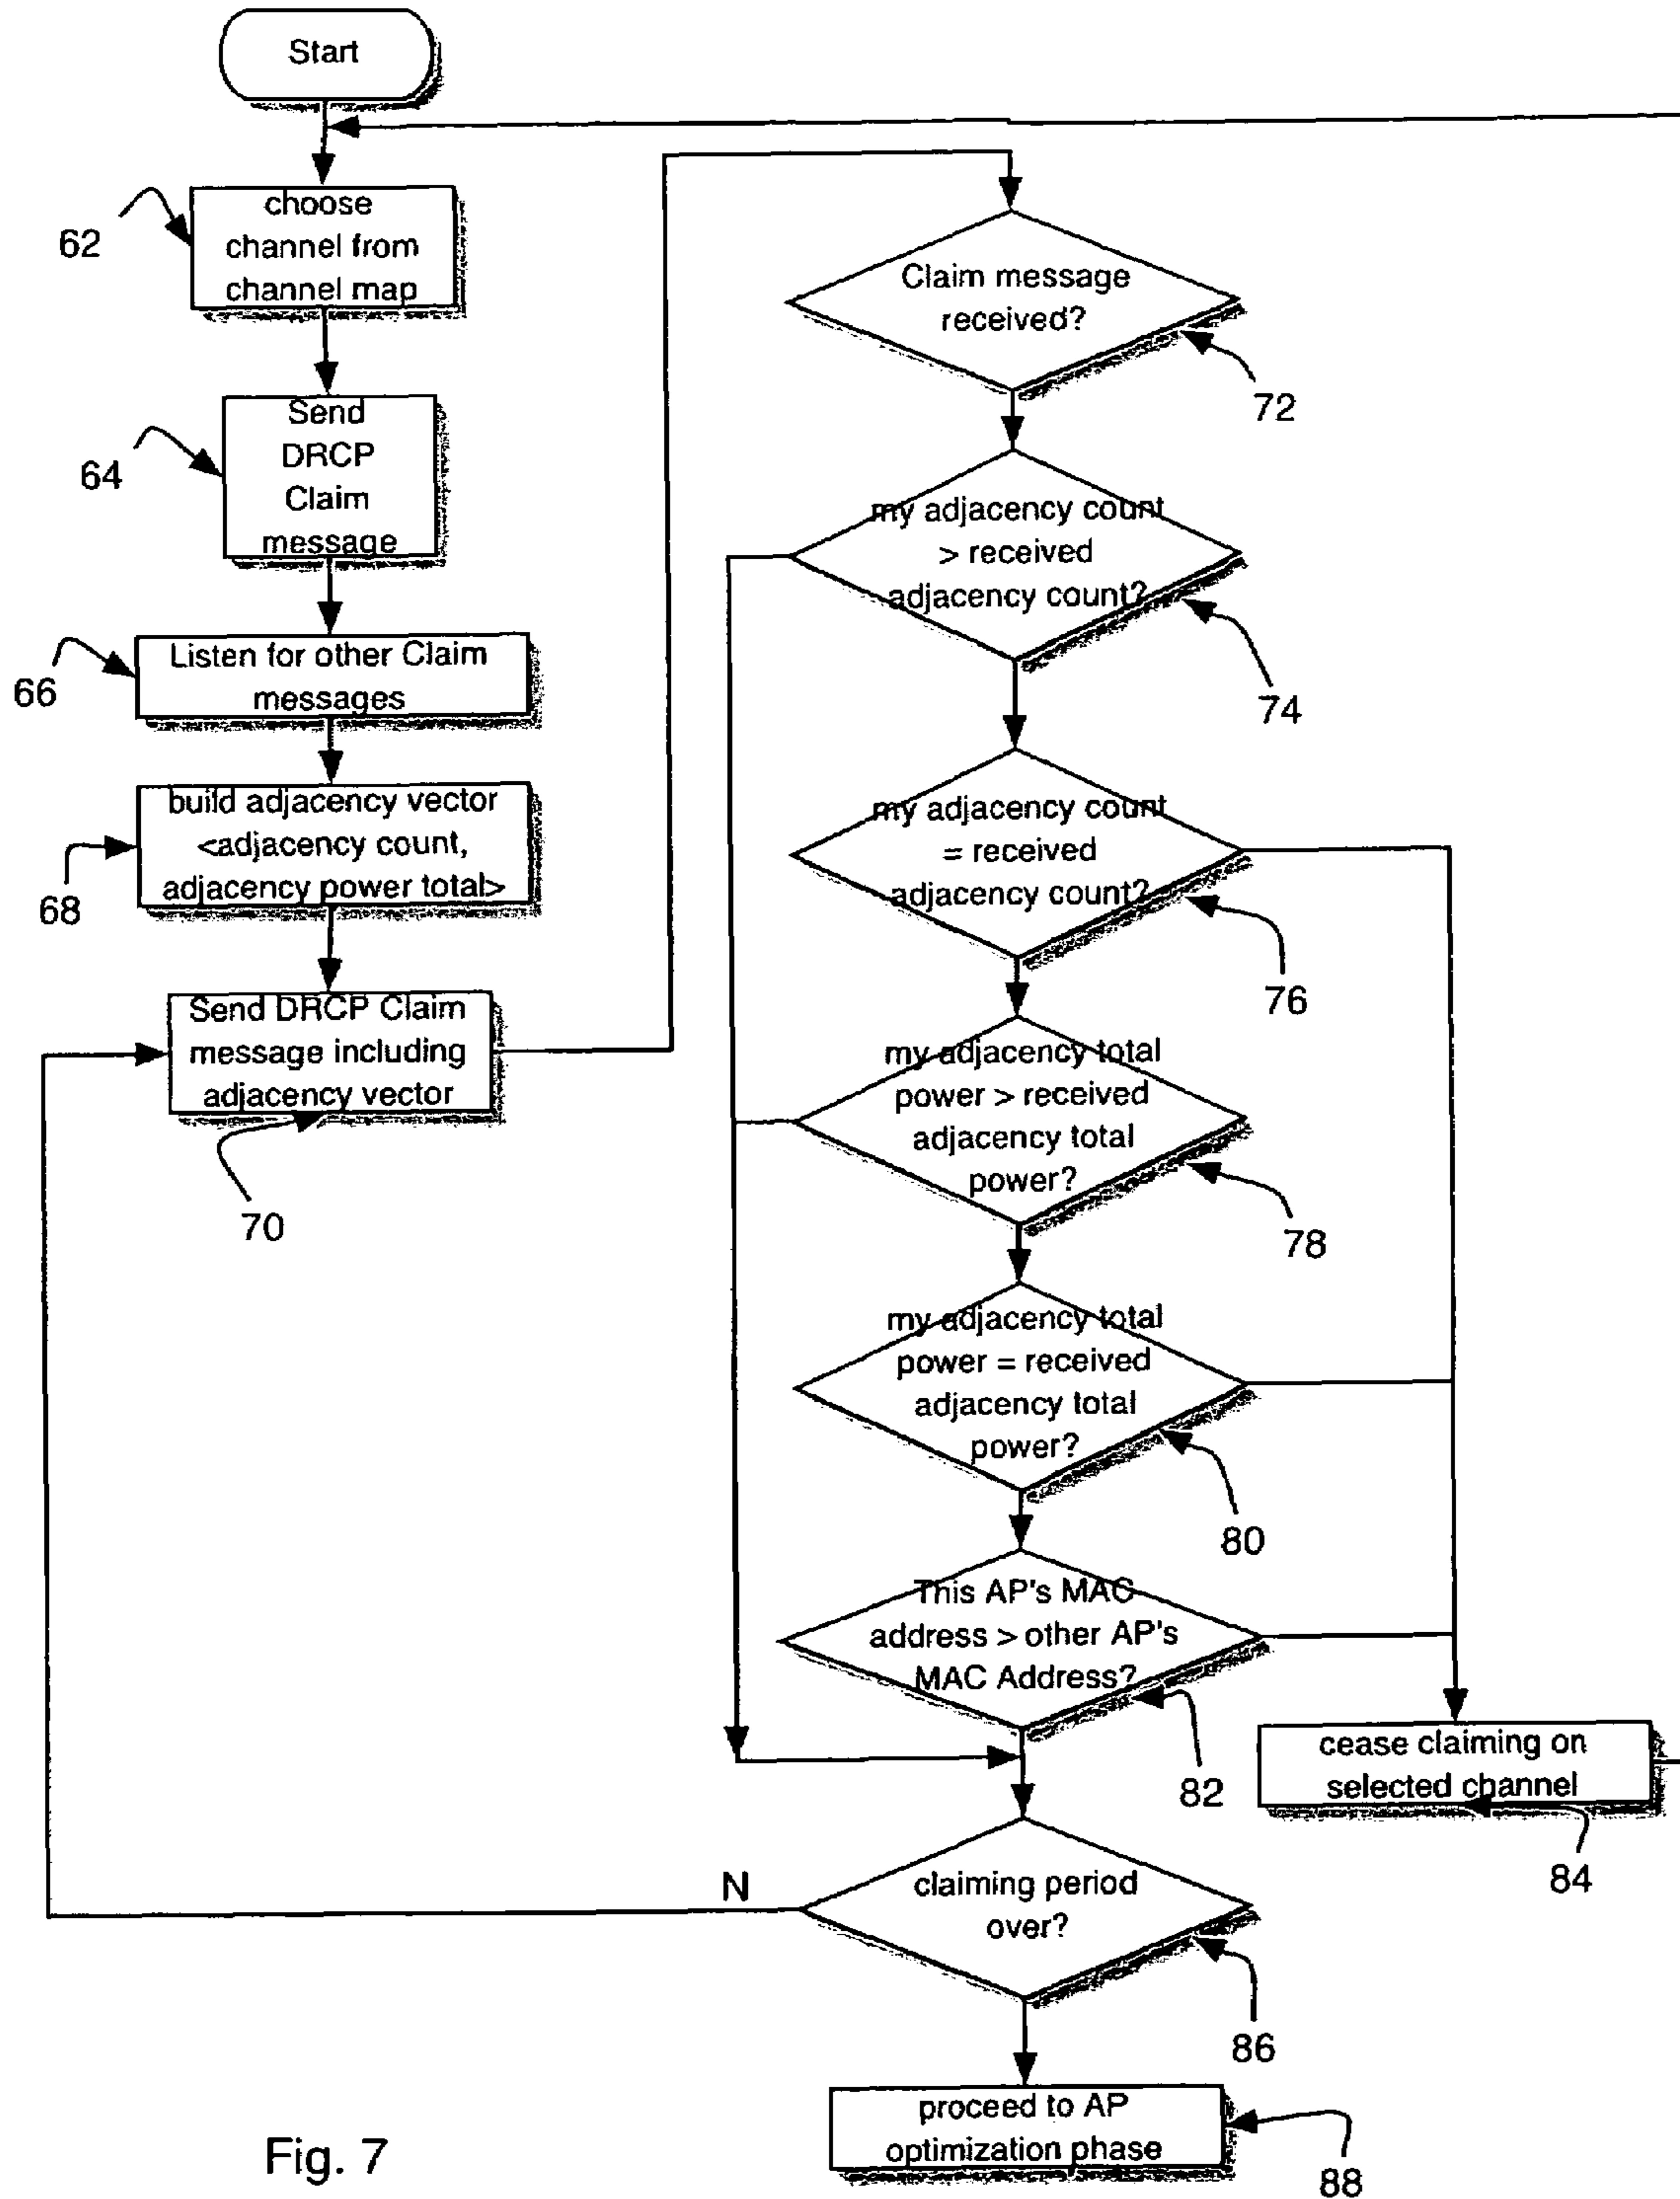 Start
choose
channel from
channel map
62
Send
DRCP
Claim
message
64
Listen for other Claim
messages
66
build adjacency vector
<adjacency count,
adjacency power total>
68
Send DRCP Claim
message including
adjacency vector
70
Claim message
received?
72
my adjacency count
> received
adjacency count?
74
my adjacency count
= received
adjacency count?
76
my adjacency total
power > received
adjacency total
power?
78
my adjacency total
power = received
adjacency total
power?
80
This AP's MAC
address > other AP's
MAC Address?
82
cease claiming on
selected channel
84
N
claiming period
over?
86
proceed to AP
optimization phase
88
Fig. 7